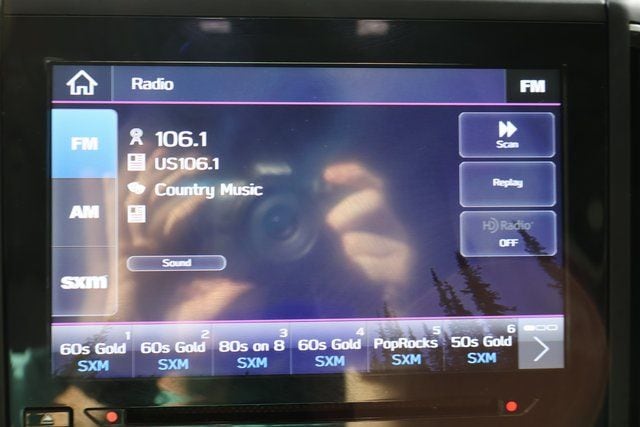 Radio
FM
FM
AM
sxm
106.1
US106.1
Country Music
Sound
Scan
Replay
HD Radio
OFF
1 2 3 4 5 6
60s Gold 60s Gold 80s on 8 60s Gold PopRocks 50s Gold
SXM SXM SXM SXM SXM SXM